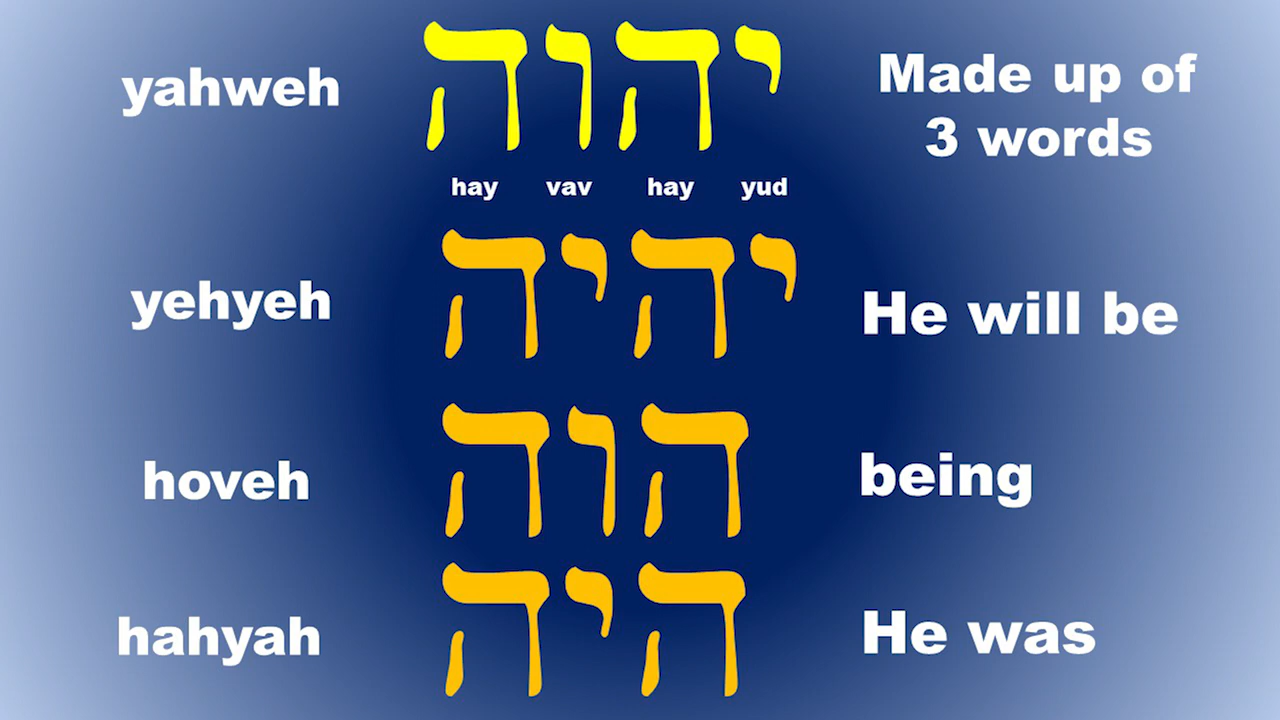 yahweh יהוה Made up of
3 words
hay vav hay yud
yehyeh יהיה He will be
hoveh הוה being
hahyah היה He was